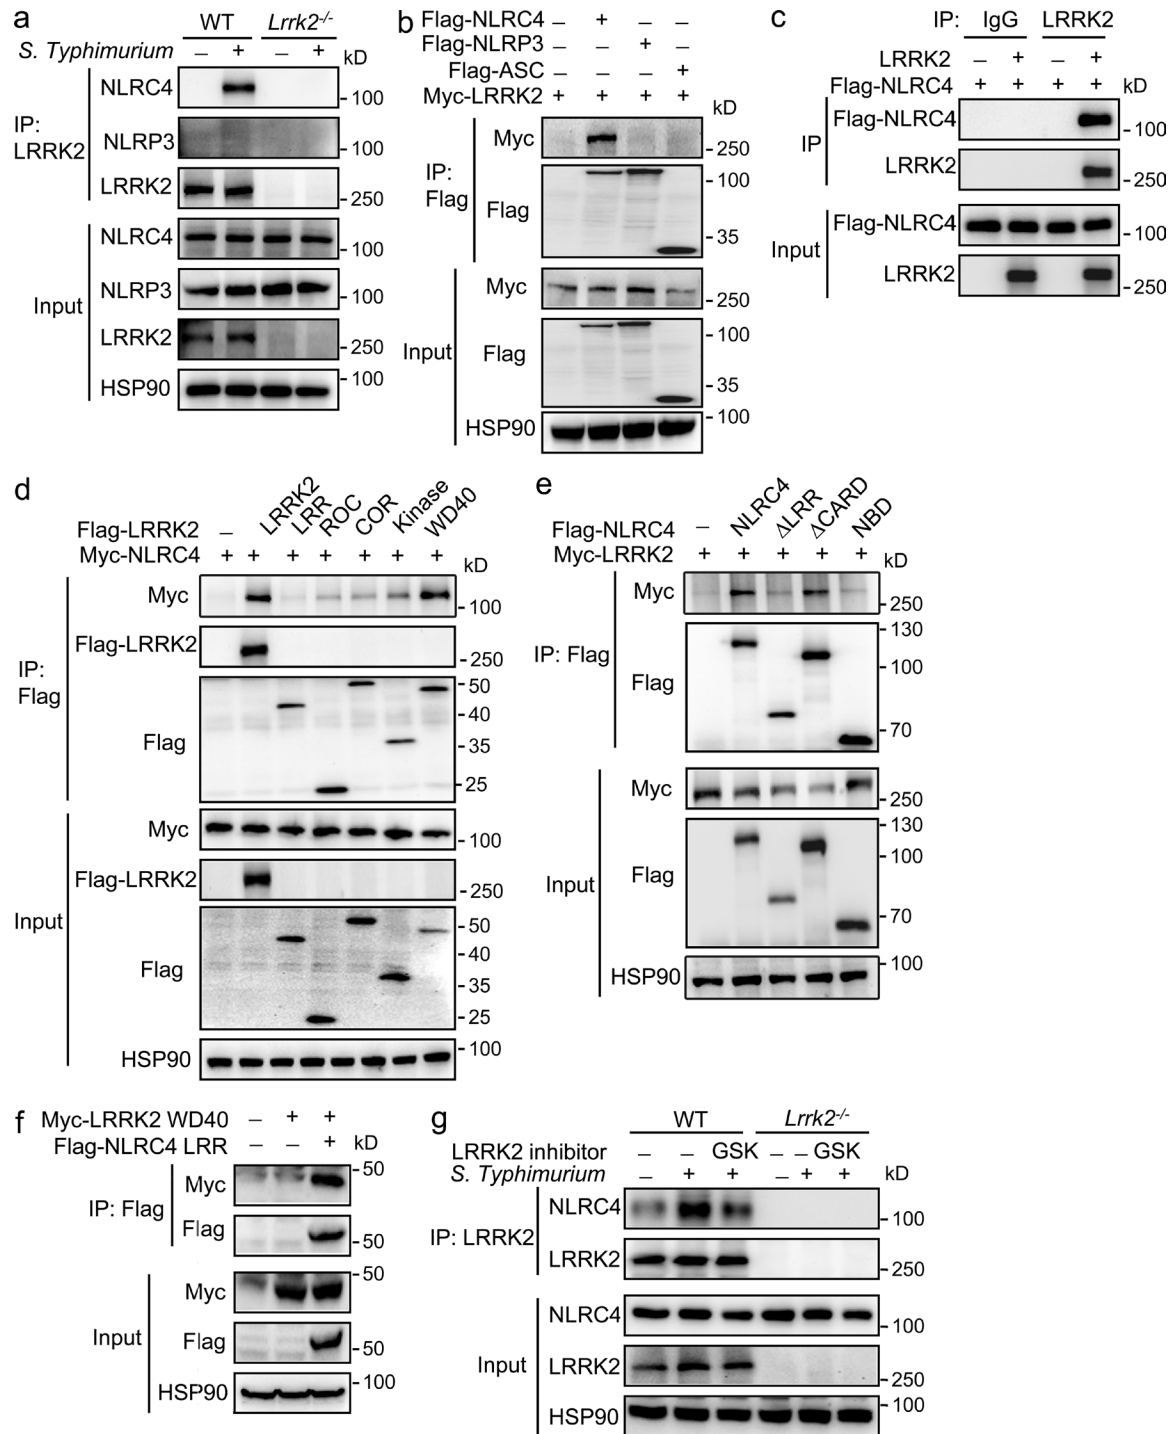 a
WT Lrrk2-/-
S. Typhimurium – + – + kD
IP: LRRK2
NLRC4 - 100
NLRP3 - 100
LRRK2 - 250
Input
NLRC4 - 100
NLRP3 - 100
LRRK2 - 250
HSP90 - 100
b
Flag-NLRC4 – + – –
Flag-NLRP3 – – + –
Flag-ASC – – – +
Myc-LRRK2 + + + + kD
IP: Flag
Myc - 250
Flag - 100
- 35
Input
Myc - 250
Flag - 100
- 35
HSP90 - 100
c
IP: IgG LRRK2
LRRK2 – + – +
Flag-NLRC4 + + + + kD
IP
Flag-NLRC4 - 100
LRRK2 - 250
Input
Flag-NLRC4 - 100
LRRK2 - 250
d
Flag-LRRK2 – LRRK2 LRR ROC COR Kinase WD40
Myc-NLRC4 + + + + + + + kD
IP: Flag
Myc - 100
Flag-LRRK2 - 250
Flag - 50
- 40
- 35
- 25
Input
Myc - 100
Flag-LRRK2 - 250
Flag - 50
- 40
- 35
- 25
HSP90 - 100
e
Flag-NLRC4 – NLRC4 ΔLRR ΔCARD NBD
Myc-LRRK2 + + + + + kD
IP: Flag
Myc - 250
Flag - 130
- 100
- 70
Input
Myc - 250
Flag - 130
- 100
- 70
HSP90 - 100
f
Myc-LRRK2 WD40 – + +
Flag-NLRC4 LRR – – + kD
IP: Flag
Myc - 50
Flag - 50
Input
Myc - 50
Flag - 50
HSP90 - 100
g
WT Lrrk2-/-
LRRK2 inhibitor – – GSK – – GSK
S. Typhimurium – + + – + + kD
IP: LRRK2
NLRC4 - 100
LRRK2 - 250
Input
NLRC4 - 100
LRRK2 - 250
HSP90 - 100